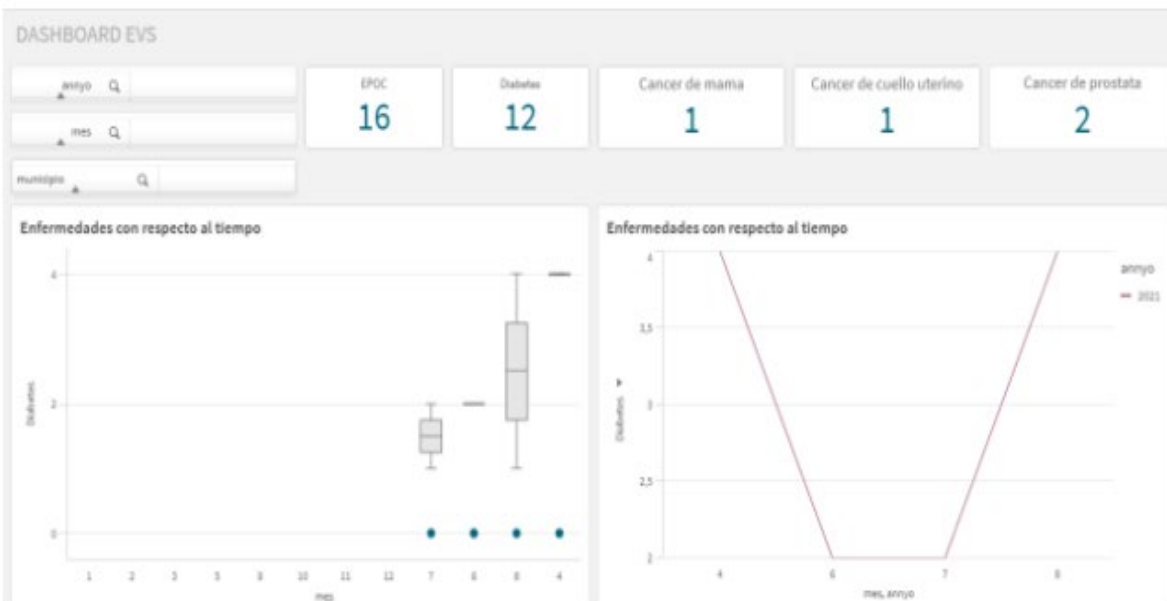 DASHBOARD EVS
annyo
mes
municipio
EPOC
16
Diabetes
12
Cancer de mama
1
Cancer de cuello uterino
1
Cancer de prostata
2
Enfermedades con respecto al tiempo
4
2
0
Diabetes
1 2 3 5 9 10 11 12 7 6 8 4
mes
Enfermedades con respecto al tiempo
4
3,5
3
2,5
2
Diabetes
4 6 7 8
mes, annyo
annyo
2021